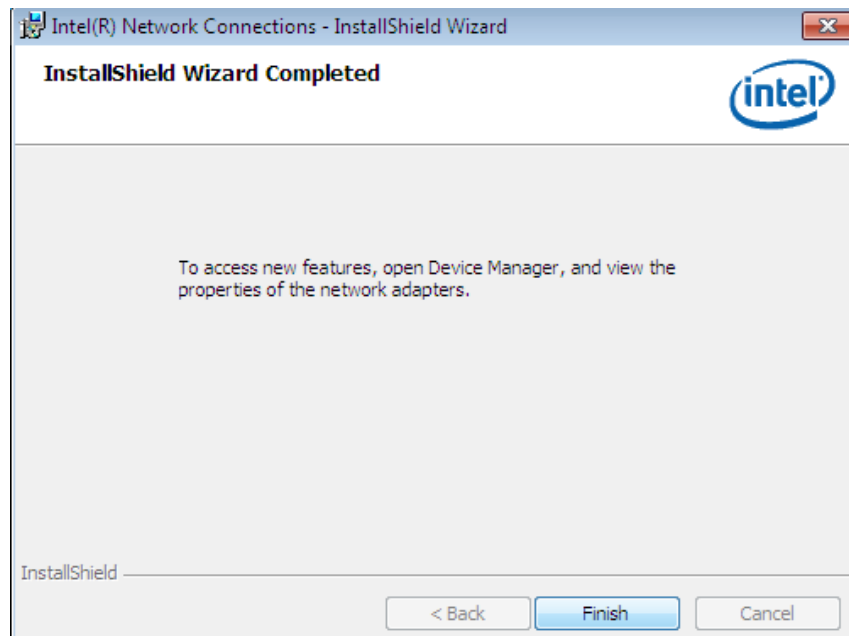 Intel(R) Network Connections - InstallShield Wizard
InstallShield Wizard Completed
intel
To access new features, open Device Manager, and view the
properties of the network adapters.
InstallShield
< Back
Finish
Cancel